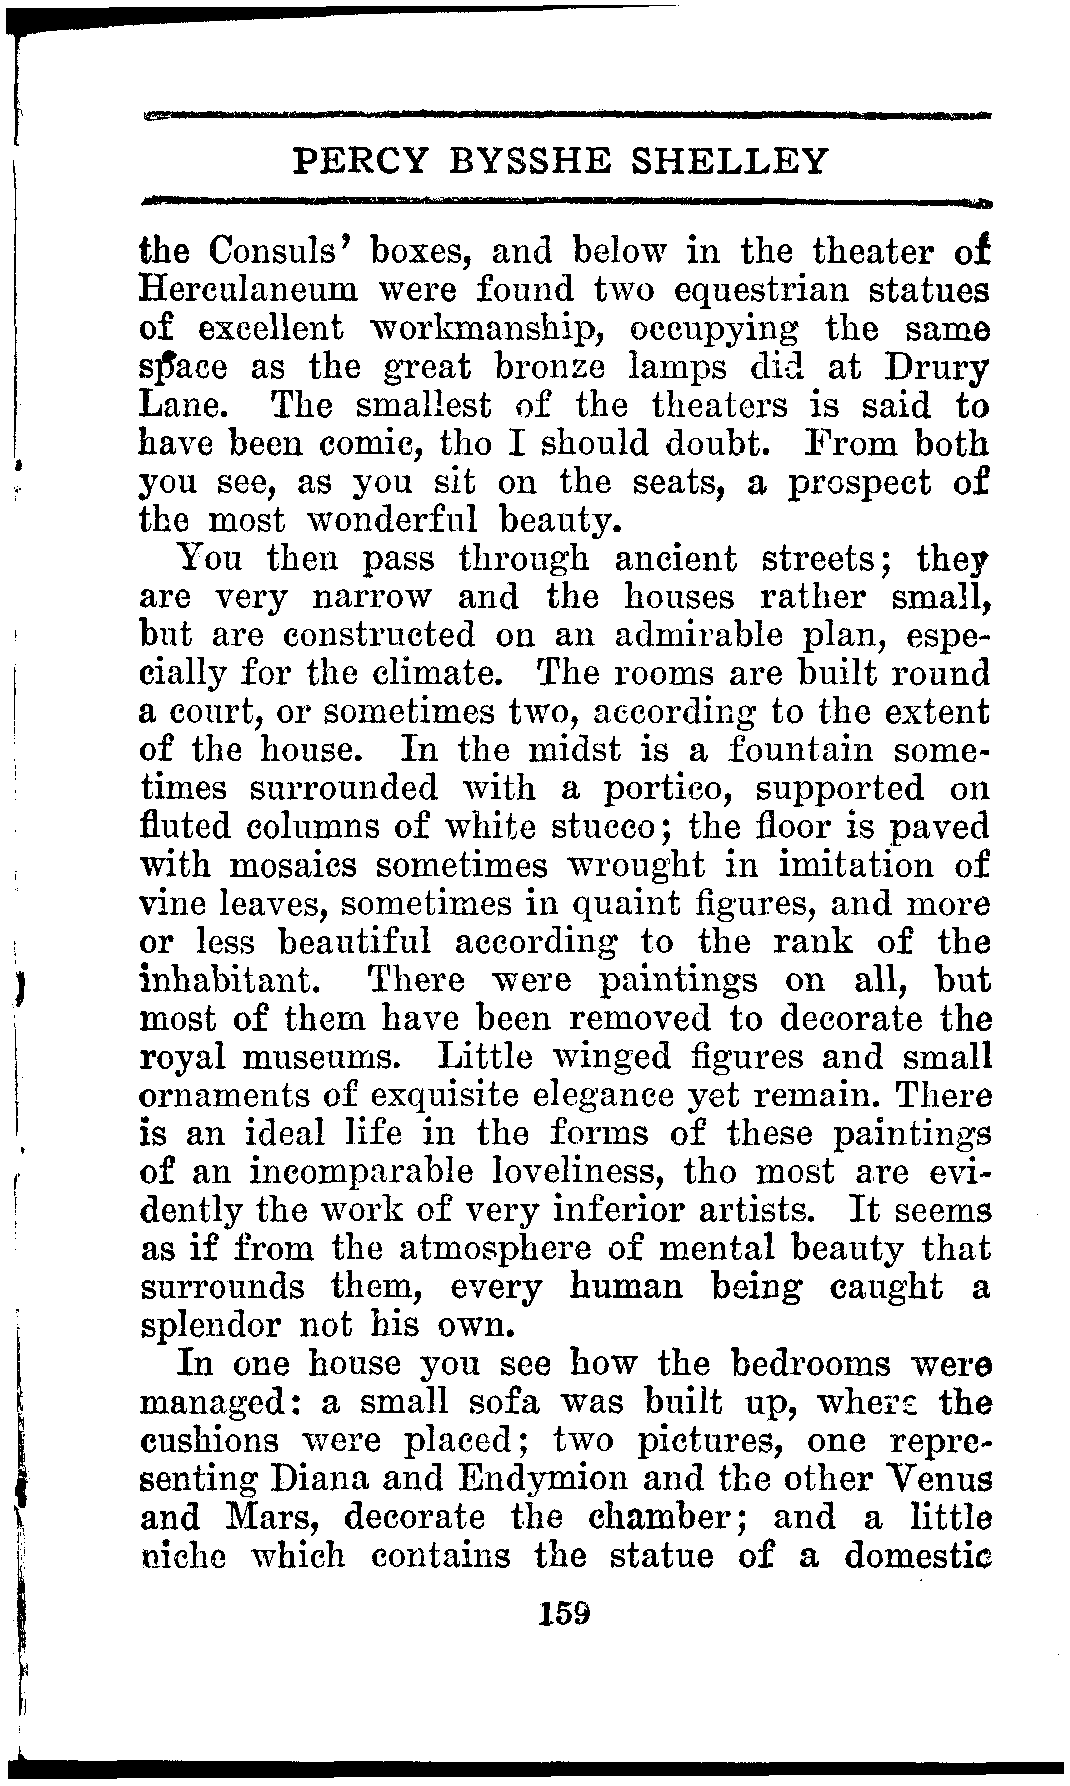 PERCY BYSSHE SHELLEY
the Consuls' boxes, and below in the theater of
Herculaneum were found two equestrian statues
of excellent workmanship, occupying the same
space as the great bronze lamps did at Drury
Lane. The smallest of the theaters is said to
have been comic, tho I should doubt. From both
you see, as you sit on the seats, a prospect of
the most wonderful beauty.
You then pass through ancient streets; they
are very narrow and the houses rather small,
but are constructed on an admirable plan, espe-
cially for the climate. The rooms are built round
a court, or sometimes two, according to the extent
of the house. In the midst is a fountain some-
times surrounded with a portico, supported on
fluted columns of white stucco; the floor is paved
with mosaics sometimes wrought in imitation of
vine leaves, sometimes in quaint figures, and more
or less beautiful according to the rank of the
inhabitant. There were paintings on all, but
most of them have been removed to decorate the
royal museums. Little winged figures and small
ornaments of exquisite elegance yet remain. There
is an ideal life in the forms of these paintings
of an incomparable loveliness, tho most are evi-
dently the work of very inferior artists. It seems
as if from the atmosphere of mental beauty that
surrounds them, every human being caught a
splendor not his own.
In one house you see how the bedrooms were
managed: a small sofa was built up, where the
cushions were placed; two pictures, one repre-
senting Diana and Endymion and the other Venus
and Mars, decorate the chamber; and a little
niche which contains the statue of a domestic
159